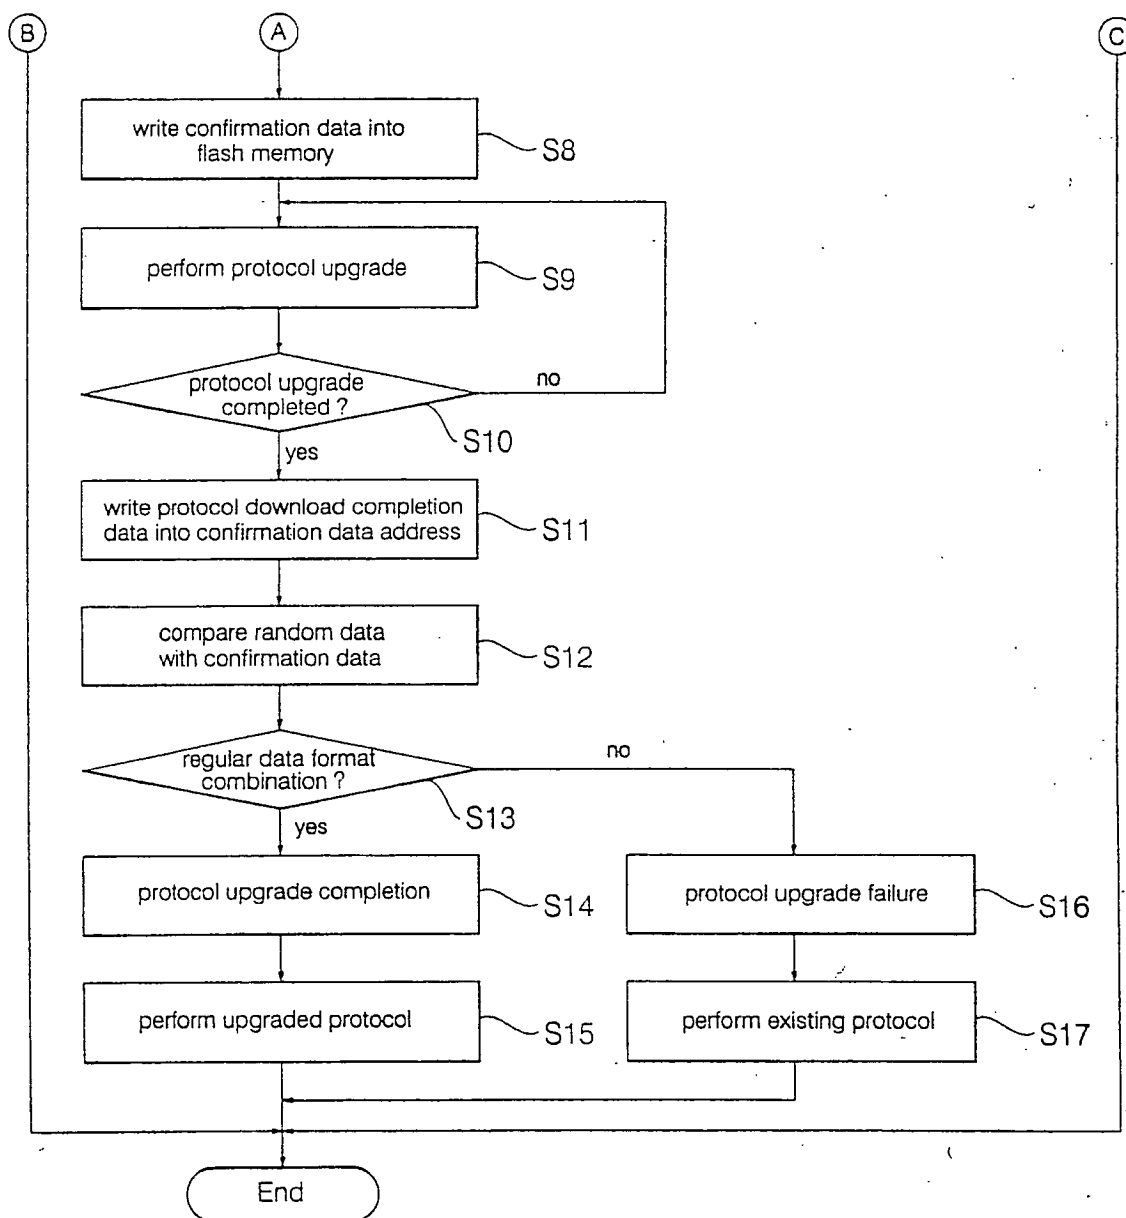 B
A
C
write confirmation data into
flash memory
S8
perform protocol upgrade
S9
protocol upgrade
completed ?
no
S10
yes
write protocol download completion
data into confirmation data address
S11
compare random data
with confirmation data
S12
regular data format
combination ?
no
S13
yes
protocol upgrade completion
S14
protocol upgrade failure
S16
perform upgraded protocol
S15
perform existing protocol
S17
End